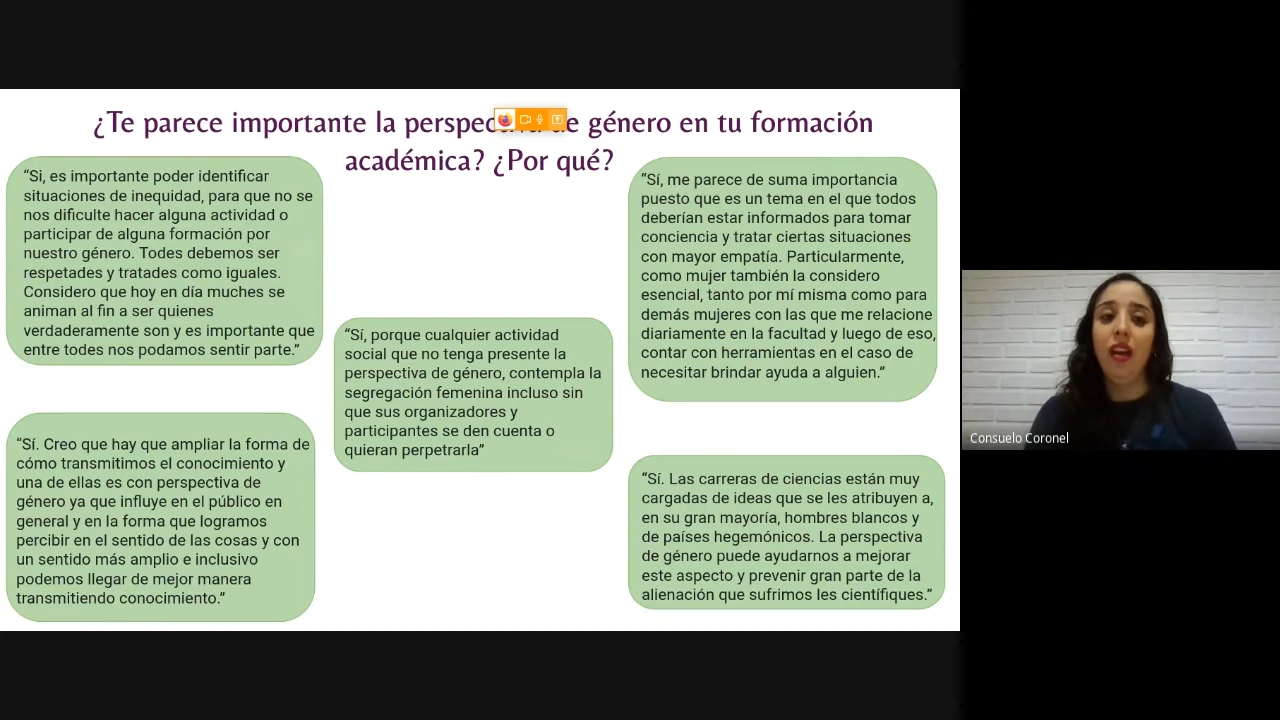 ¿Te parece importante la perspec de género en tu formación
académica? ¿Por qué?
“Si, es importante poder identificar
situaciones de inequidad, para que no se
nos dificulte hacer alguna actividad o
participar de alguna formación por
nuestro género. Todes debemos ser
respetades y tratades como iguales.
Considero que hoy en día muches se
animan al fin a ser quienes
verdaderamente son y es importante que
entre todes nos podamos sentir parte.”
“Sí. Creo que hay que ampliar la forma de
cómo transmitimos el conocimiento y
una de ellas es con perspectiva de
género ya que influye en el público en
general y en la forma que logramos
percibir en el sentido de las cosas y con
un sentido más amplio e inclusivo
podemos llegar de mejor manera
transmitiendo conocimiento.”
“Sí, porque cualquier actividad
social que no tenga presente la
perspectiva de género, contempla la
segregación femenina incluso sin
que sus organizadores y
participantes se den cuenta o
quieran perpetrarla”
“Sí, me parece de suma importancia
puesto que es un tema en el que todos
deberían estar informados para tomar
conciencia y tratar ciertas situaciones
con mayor empatía. Particularmente,
como mujer también la considero
esencial, tanto por mí misma como para
demás mujeres con las que me relacione
diariamente en la facultad y luego de eso,
contar con herramientas en el caso de
necesitar brindar ayuda a alguien.”
“Sí. Las carreras de ciencias están muy
cargadas de ideas que se les atribuyen a,
en su gran mayoría, hombres blancos y
de países hegemónicos. La perspectiva
de género puede ayudarnos a mejorar
este aspecto y prevenir gran parte de la
alienación que sufrimos les científiques.”
Consuelo Coronel